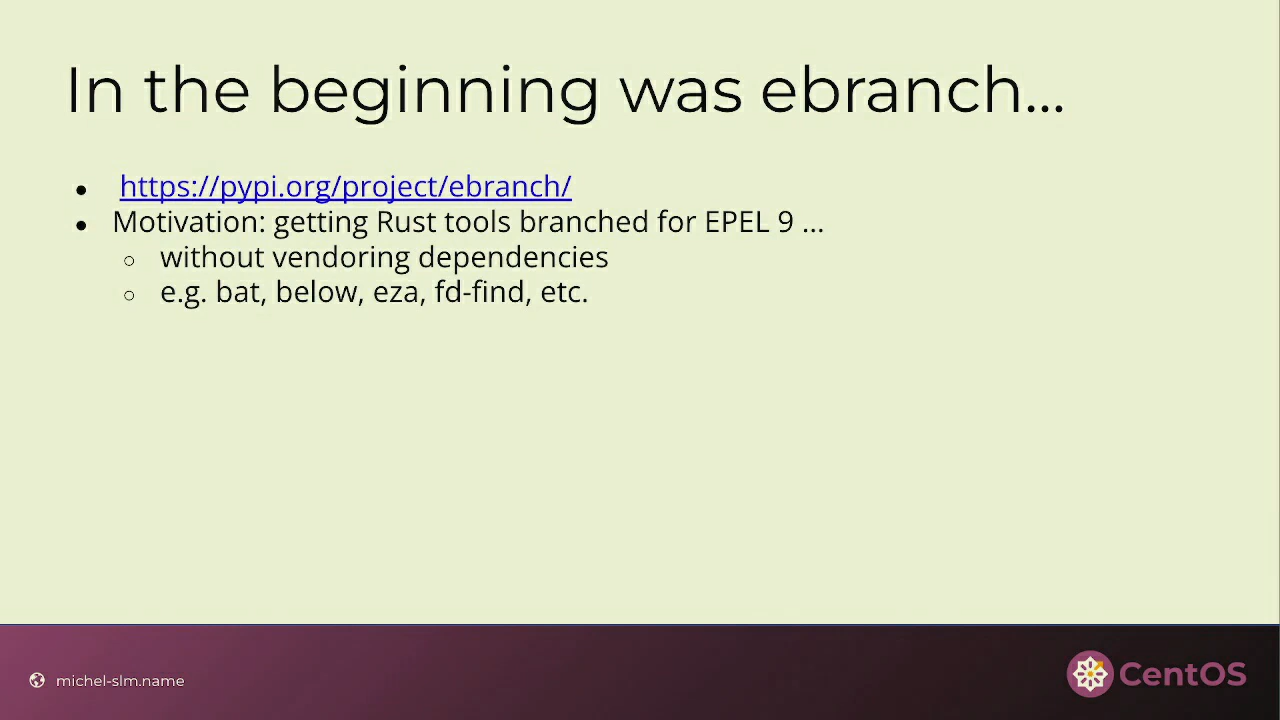 In the beginning was ebranch...
● https://pypi.org/project/ebranch/
● Motivation: getting Rust tools branched for EPEL 9 ...
○ without vendoring dependencies
○ e.g. bat, below, eza, fd-find, etc.
michel-slm.name
CentOS